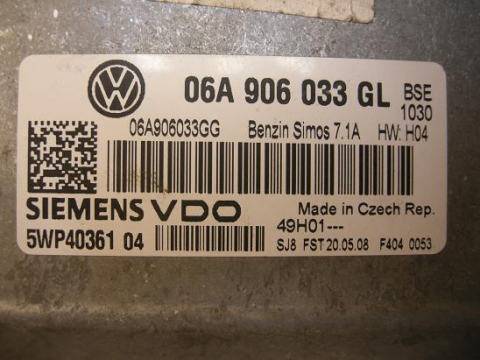 06A 906 033 GL BSE
1030
06A906033GG Benzin Simos 7.1A HW: H04
SIEMENS VDO Made in Czech Rep.
49H01---
5WP40361 04 SJ8 FST 20.05.08 F404 0053